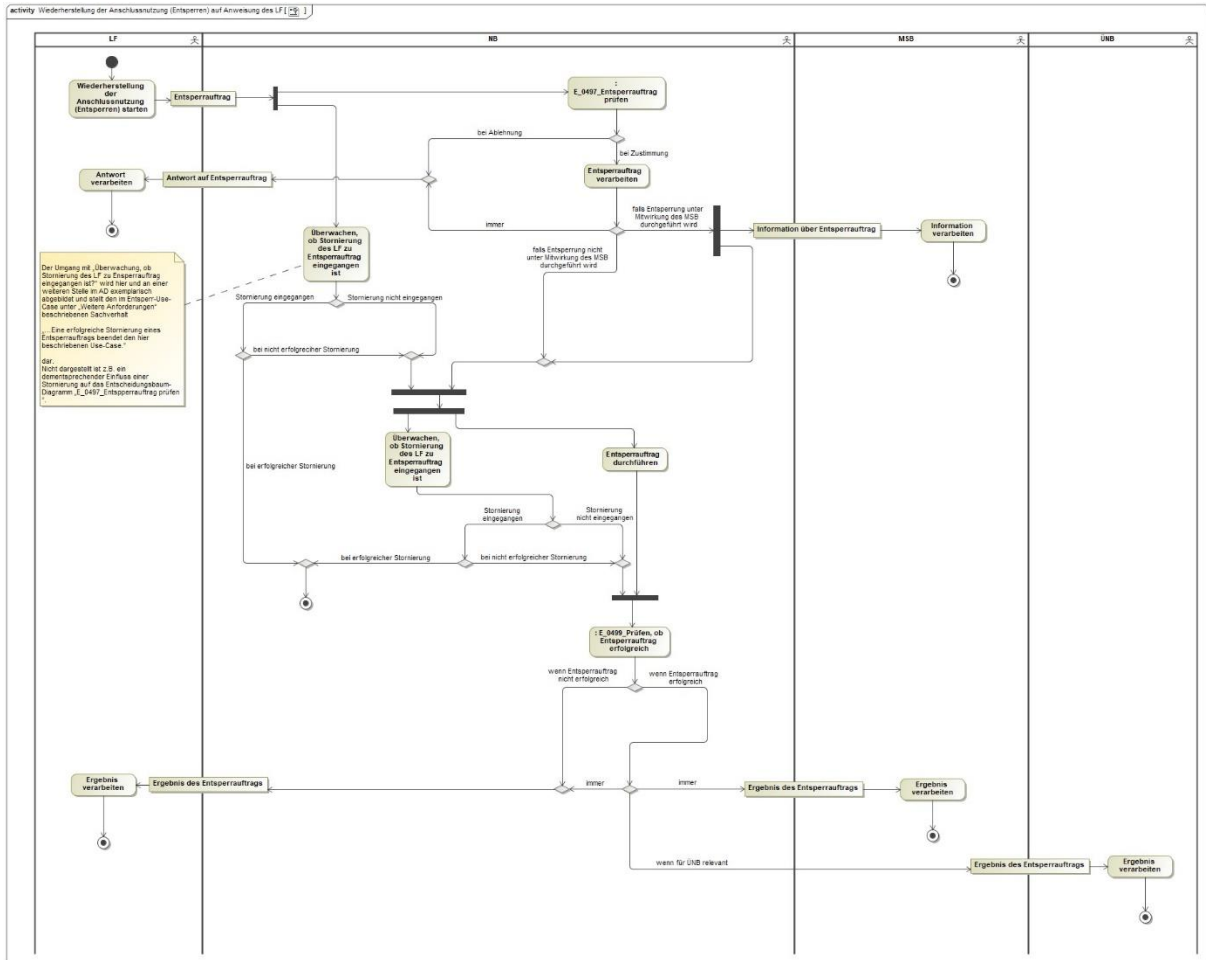 activity Wiederherstellung der Anschlussnutzung (Entsperren) auf Anweisung des LF [ ]
LF
NB
MSB
ÜNB
Wiederherstellung
der
Anschlussnutzung
(Entsperren) starten
Entsperrauftrag
:
E_0497_Entsperrauftrag
prüfen
bei Ablehnung
bei Zustimmung
Antwort
verarbeiten
Antwort auf Entsperrauftrag
Entsperrauftrag
verarbeiten
immer
falls Entsperrung unter
Mitwirkung des MSB
durchgeführt wird
Information über Entsperrauftrag
Information
verarbeiten
falls Entsperrung nicht
unter Mitwirkung des MSB
durchgeführt wird
Überwachen,
ob Stornierung
des LF zu
Entsperrauftrag
eingegangen
ist
Der Umgang mit „Überwachung, ob
Stornierung des LF zu Ensperrauftrag
eingegangen ist?" wird hier und an einer
weiteren Stelle im AD exemplarisch
abgebildet und stellt den im Entsperr-Use-
Case unter „Weitere Anforderungen"
beschriebenen Sachverhalt
„…Eine erfolgreiche Stornierung eines
Entsperrauftrags beendet den hier
beschriebenen Use-Case."
dar.
Nicht dargestellt ist z.B. ein
dementsprechender Einfluss einer
Stornierung auf das Entscheidungsbaum-
Diagramm „E_0497_Entspperrauftrag prüfen
".
Stornierung eingegangen
Stornierung nicht eingegangen
bei nicht erfolgreciher Stornierung
bei erfolgreicher Stornierung
Überwachen,
ob Stornierung
des LF zu
Entsperrauftrag
eingegangen
ist
Entsperrauftrag
durchführen
Stornierung
eingegangen
Stornierung
nicht eingegangen
bei erfolgreicher Stornierung
bei nicht erfolgreicher Stornierung
: E_0499_Prüfen, ob
Entsperrauftrag
erfolgreich
wenn Entsperrauftrag
nicht erfolgreich
wenn Entsperrauftrag
erfolgreich
Ergebnis
verarbeiten
Ergebnis des Entsperrauftrags
immer
immer
Ergebnis des Entsperrauftrags
Ergebnis
verarbeiten
wenn für ÜNB relevant
Ergebnis des Entsperrauftrags
Ergebnis
verarbeiten